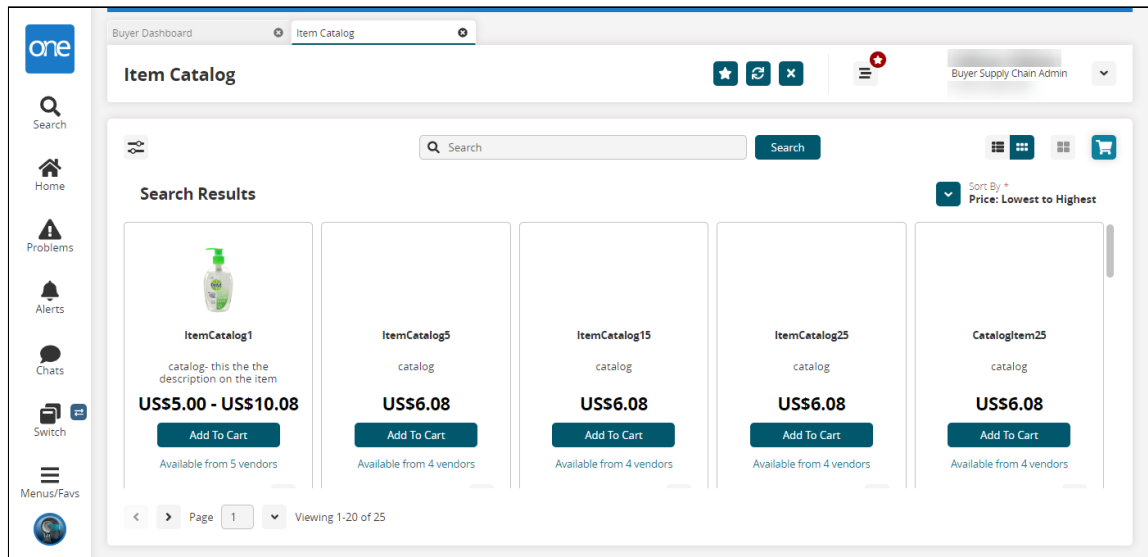 one
Search
Home
Problems
Alerts
Chats
Switch
Menus/Favs
Buyer Dashboard
Item Catalog
Item Catalog
Buyer Supply Chain Admin
Search
Search
Search Results
Sort By *
Price: Lowest to Highest
ItemCatalog1
catalog- this the the
description on the item
US$5.00 - US$10.08
Add To Cart
Available from 5 vendors
ItemCatalog5
catalog
US$6.08
Add To Cart
Available from 4 vendors
ItemCatalog15
catalog
US$6.08
Add To Cart
Available from 4 vendors
ItemCatalog25
catalog
US$6.08
Add To Cart
Available from 4 vendors
CatalogItem25
catalog
US$6.08
Add To Cart
Available from 4 vendors
Page 1 Viewing 1-20 of 25